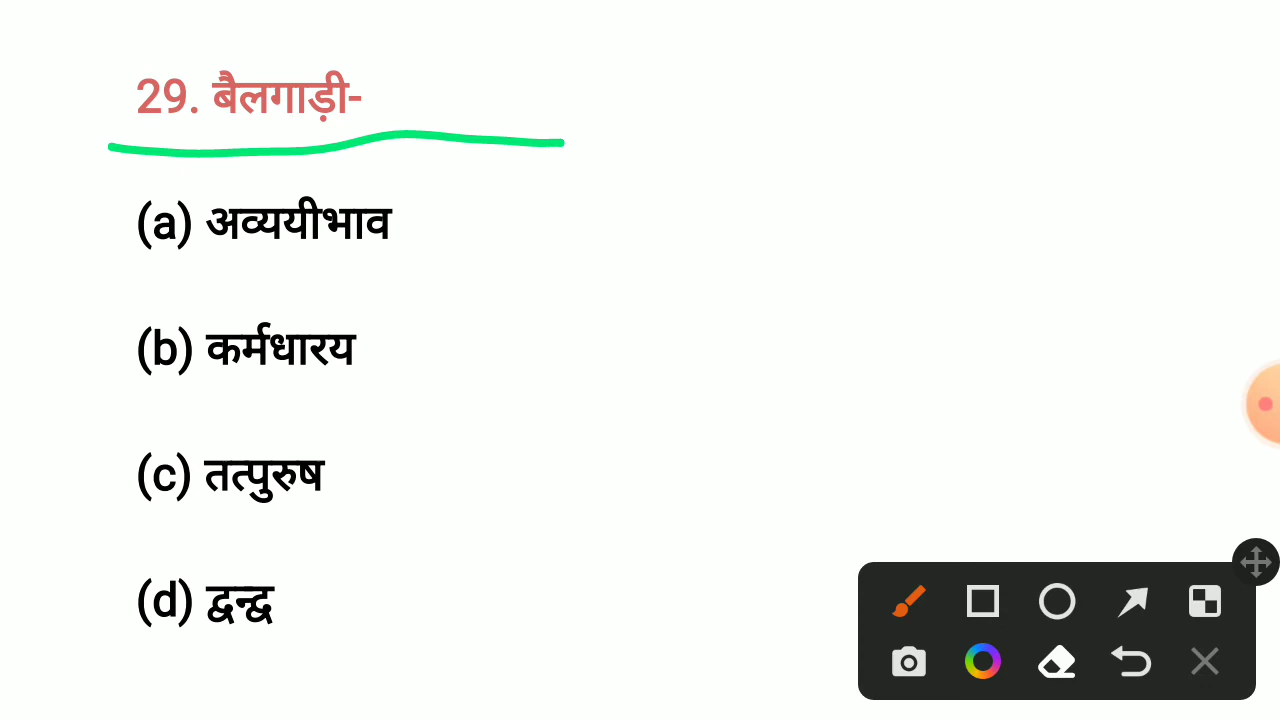 29. बैलगाड़ी-
(a) अव्ययीभाव
(b) कर्मधारय
(c) तत्पुरुष
(d) द्वन्द्व